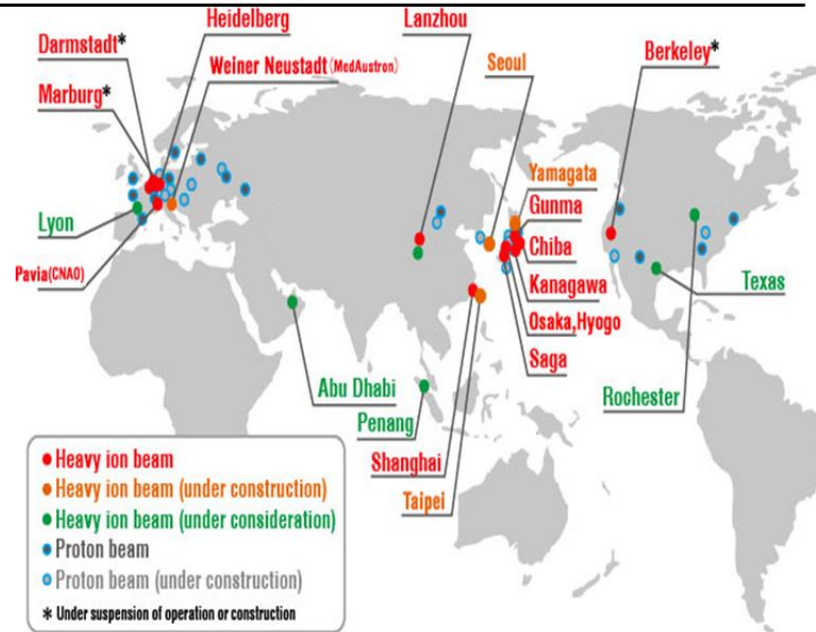 Heidelberg
Lanzhou
Darmstadt*
Weiner Neustadt(MedAustron)
Seoul
Berkeley*
Marburg*
Yamagata
Gunma
Lyon
Chiba
Pavia(CNAO)
Kanagawa
Texas
Osaka,Hyogo
Saga
Abu Dhabi
Rochester
Penang
Shanghai
Taipei
Heavy ion beam
Heavy ion beam (under construction)
Heavy ion beam (under consideration)
Proton beam
Proton beam (under construction)
* Under suspension of operation or construction